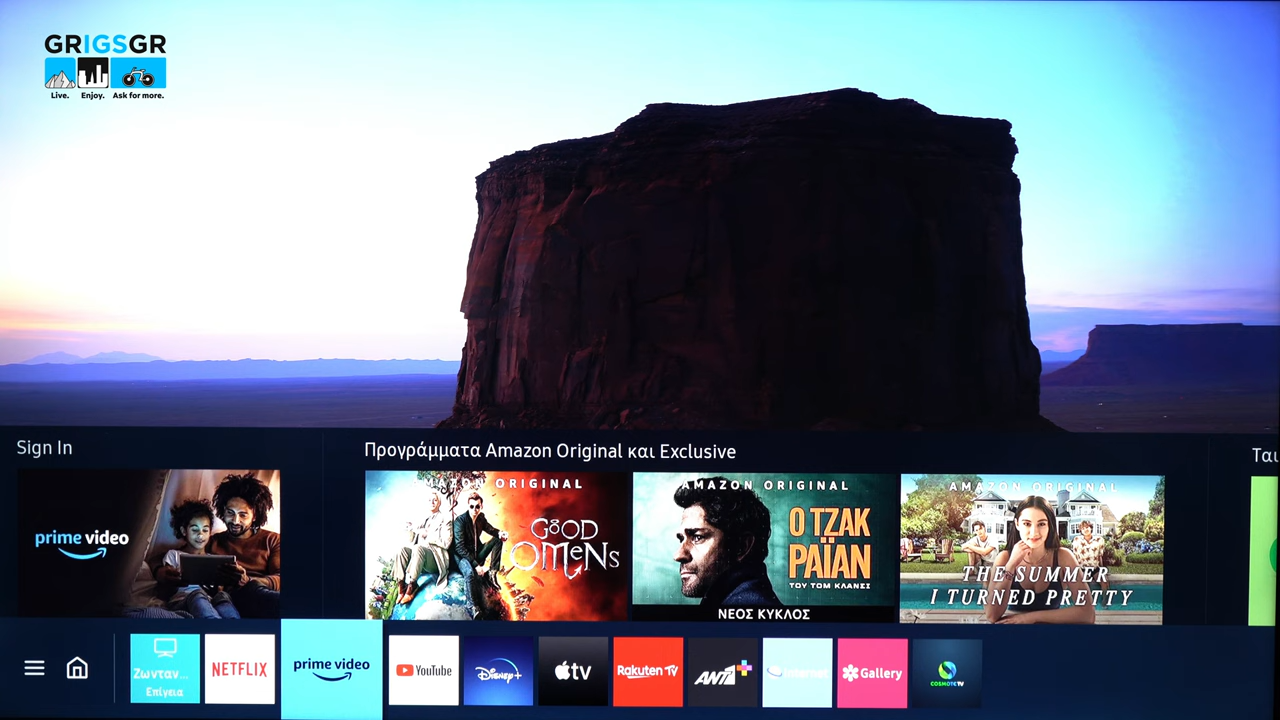 GRIGSGR
Live. Enjoy. Ask for more.
Sign In
Προγράμματα Amazon Original και Exclusive
Ται
prime video
AMAZON ORIGINAL
GOOD
OMENS
AMAZON ORIGINAL
Ο ΤΖΑΚ
ΡΑΪΑΝ
ΤΟΥ ΤΟΜ ΚΛΑΝΣΙ
ΝΕΟΣ ΚΥΚΛΟΣ
AMAZON ORIGINAL
THE SUMMER
I TURNED PRETTY
Ζωνταν...
Επίγεια
NETFLIX
prime video
YouTube
Disney+
tv
Rakuten TV
ANT1+
Internet
Gallery
COSMOTE TV